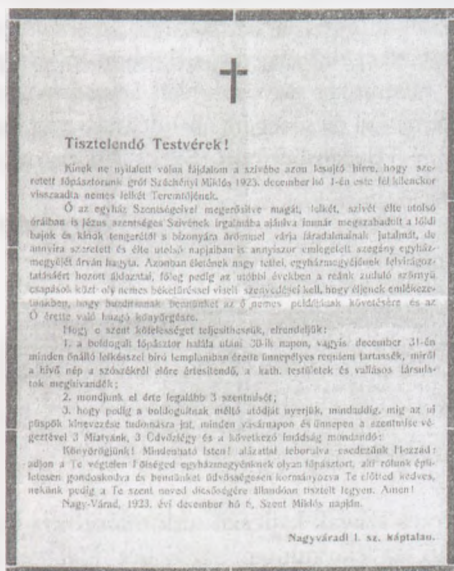 Tisztelendő Testvérek!
Kinek ne nyilalott volna fájdalom a szívébe azon lesujtó hírre, hogy sze-
retett főpásztorunk gróf Széchényi Miklós 1923. december hó 1-én este fél kilenckor
visszaadta nemes lelkét Teremtőjének.
Ő az egyház Szentségeivel megerősítve magát, lelkét, szívét élte utolsó
óráiban is Jézus szentséges Szívének irgalmába ajánlva immár megszabadult a földi
bajok és kínok tengerétől s bizonyára örömmel várja fáradalmainak jutalmát, de
annyira szeretett és élte utolsó napjaiban is annyiszor emlegetett szegény egyház-
megyéjét árván hagyta. Azonban életének nagy tettei, egyházmegyéjének felvirágoz-
tatásáért hozott áldozattal, főleg pedig az utóbbi években a reánk zúduló szörnyű
csapások közt oly nemes béketűréssel viselt szenvedései kell, hogy éljenek emlékeze-
tünkben, hogy bennünket az ő nemes példájának követésére és az
Ő érette való buzgó könyörgésre.
Hogy e szent kötelességet teljesíthessük, elrendeljük:
1. a boldogult főpásztor halála utáni 30-ik napon, vagyis december 31-én
minden önálló lelkésszel bíró templomban érette ünnepélyes requiem tartassék, miről
a hívő nép a szószékről előre értesítendő, a kath. testületek és vallásos társula-
tok meghívandók;
2. mondjunk el érte legalább 3 szentmisét;
3. hogy pedig a boldogultnak méltó utódját nyerjük, mindaddig, míg az uj
püspök kinevezése tudomásra jut, minden vasárnapon és ünnepen a szentmise vé-
geztével 3 Miatyánk, 3 Üdvözlégy és a következő imádság mondandó:
Könyörögjünk! Mindenható Isten! alázattal leborulva esedezünk Hozzád:
adjon a Te végtelen Fölséged egyházmegyénknek olyan főpásztort, aki rólunk épü-
letesen gondoskodva és bennünket üdvösségesen kormányozva Te előtted kedves,
nekünk pedig a Te szent neved dicsőségére állandóan tisztelt legyen. Amen!
Nagy-Várad, 1923. évi december hó 6, Szent Miklós napján.
Nagyváradi l. sz. káptalan.